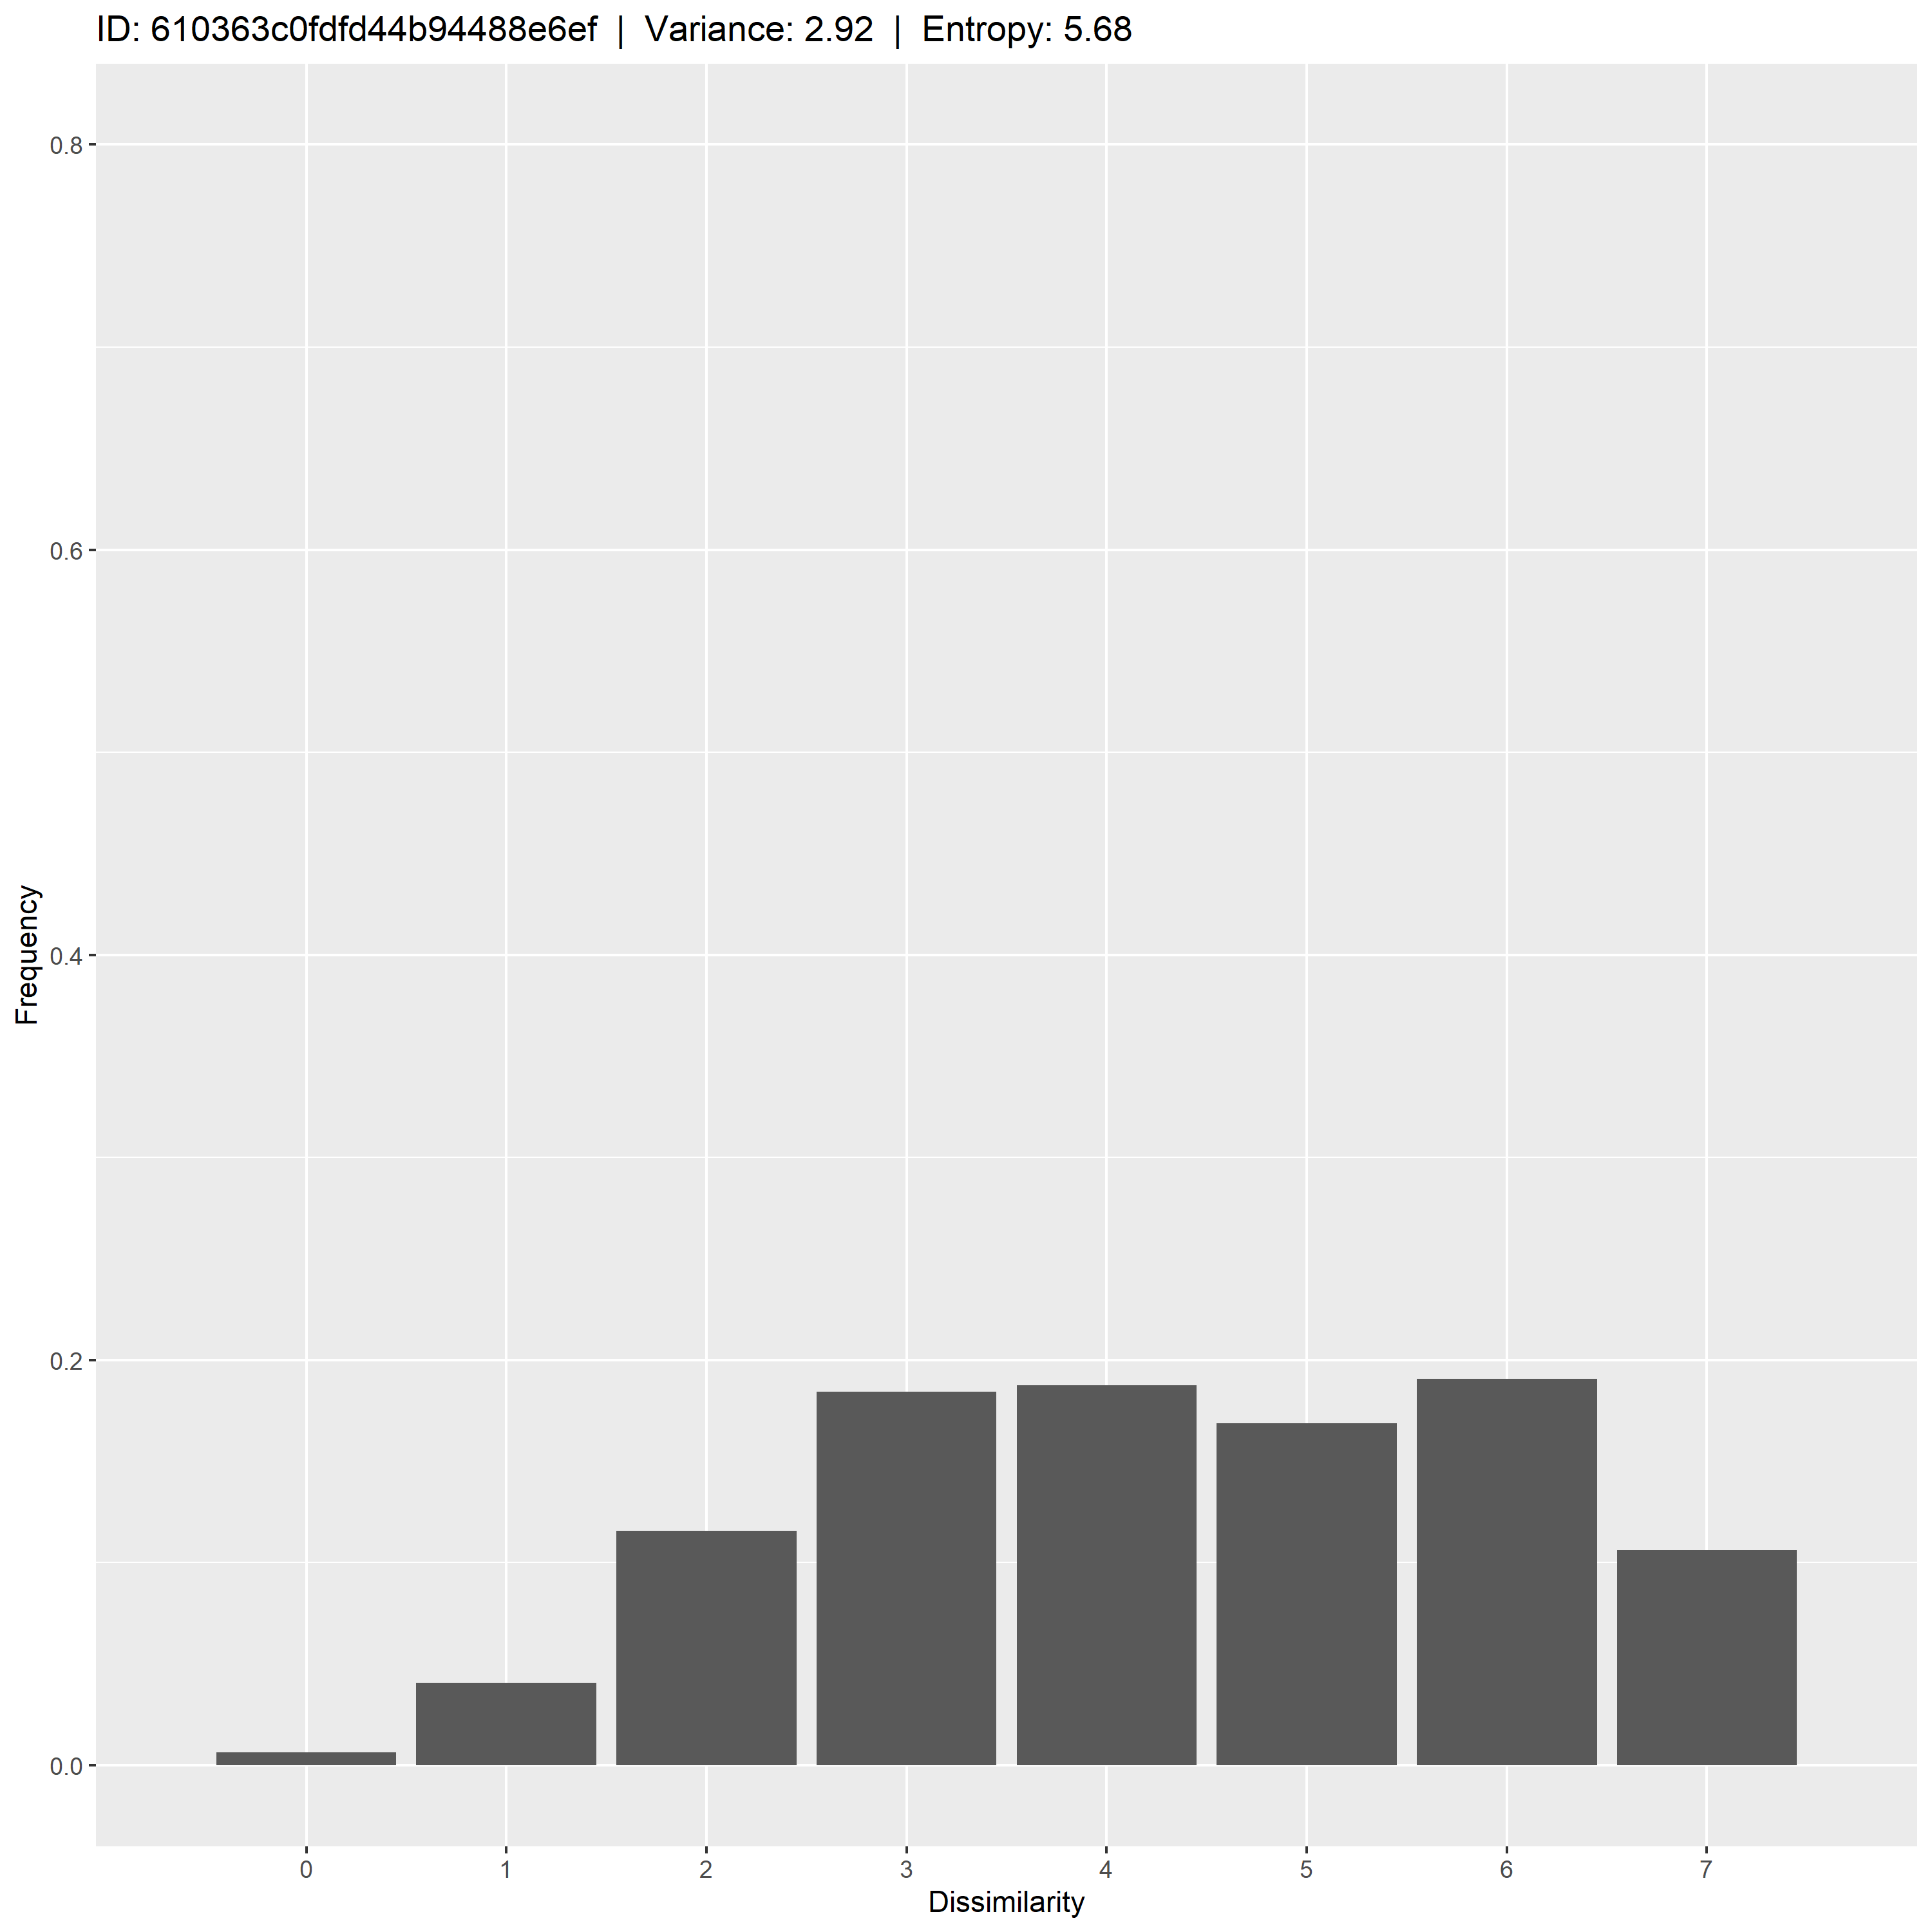 ID: 610363c0fdfd44b94488e6ef | Variance: 2.92 | Entropy: 5.68
0.8
0.6
0.4
0.2
0.0
Frequency
0 1 2 3 4 5 6 7
Dissimilarity